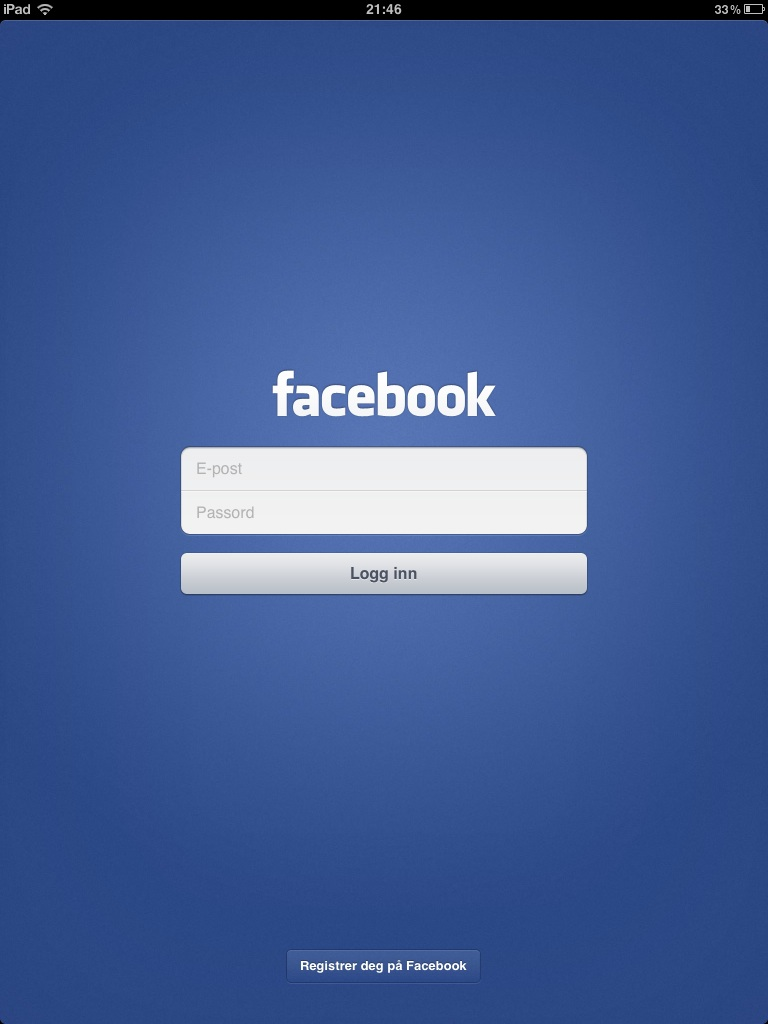 iPad 21:46 33%
facebook
E-post
Passord
Logg inn
Registrer deg på Facebook